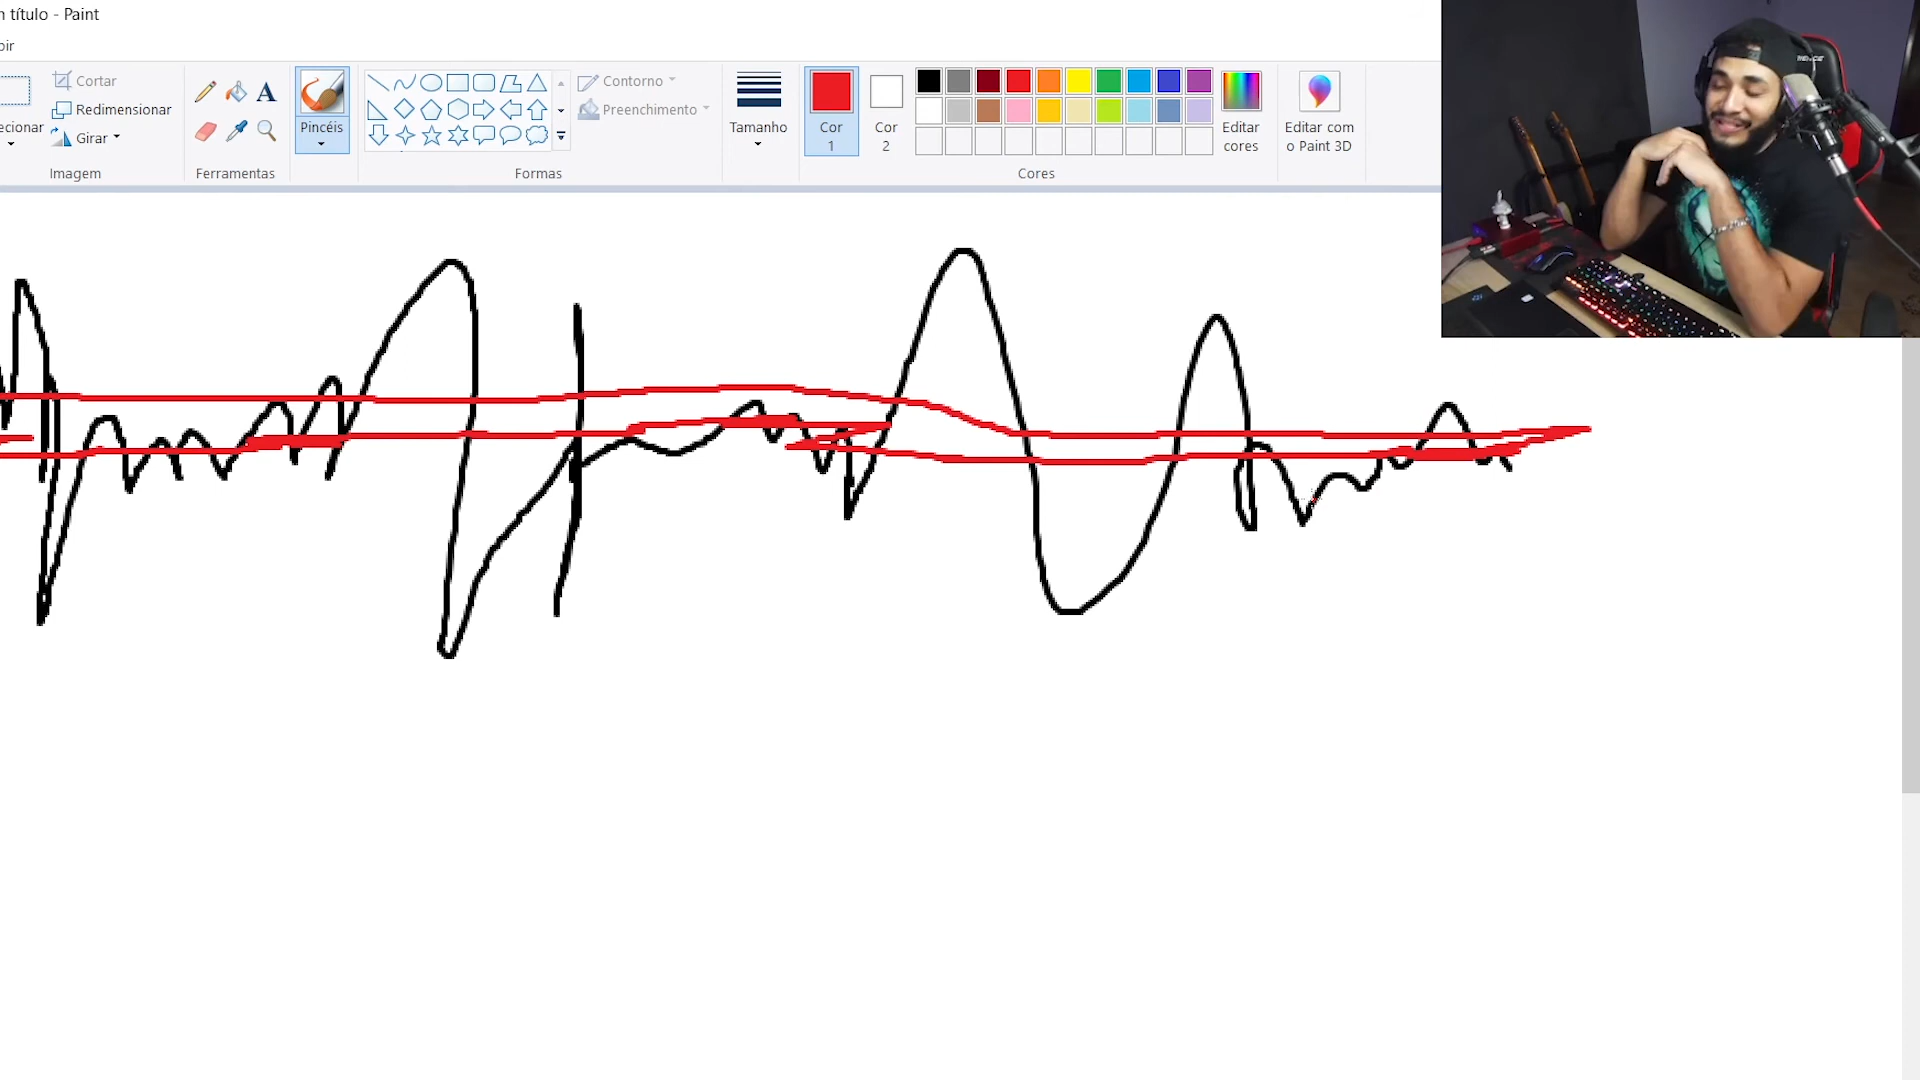 título - Paint
Cortar
Redimensionar
Girar
Imagem
Ferramentas
A
Pincéis
Formas
Contorno
Preenchimento
Tamanho
Cor
1
Cor
2
Cores
Editar
cores
Editar com
o Paint 3D